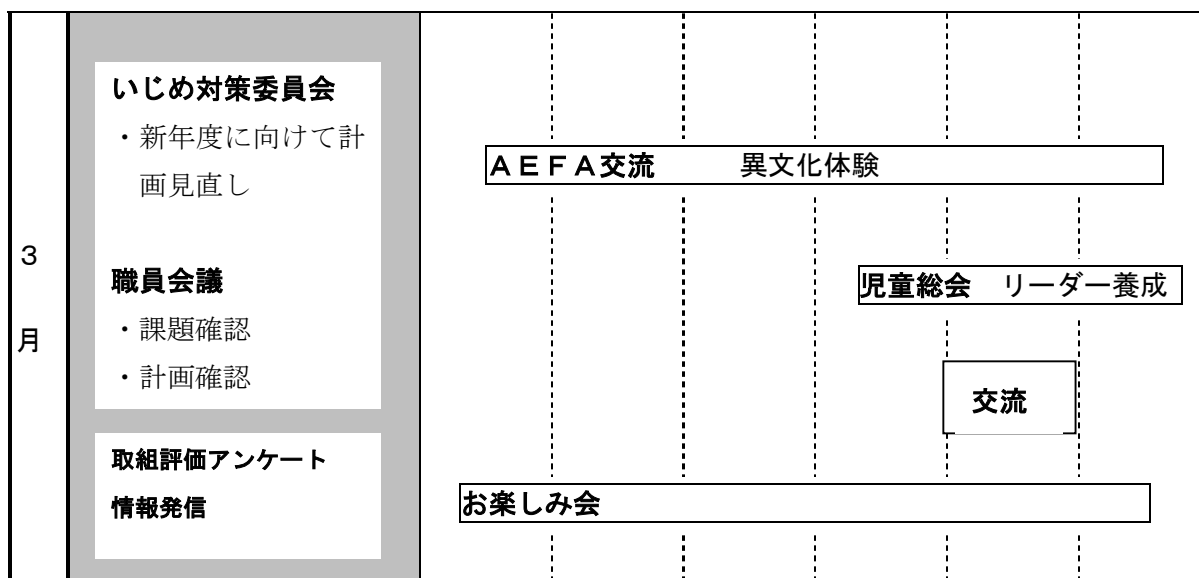 3
月
いじめ対策委員会
・新年度に向けて計
画見直し
職員会議
・課題確認
・計画確認
取組評価アンケート
情報発信
ＡＥＦＡ交流　　異文化体験
児童総会　リーダー養成
交流
お楽しみ会